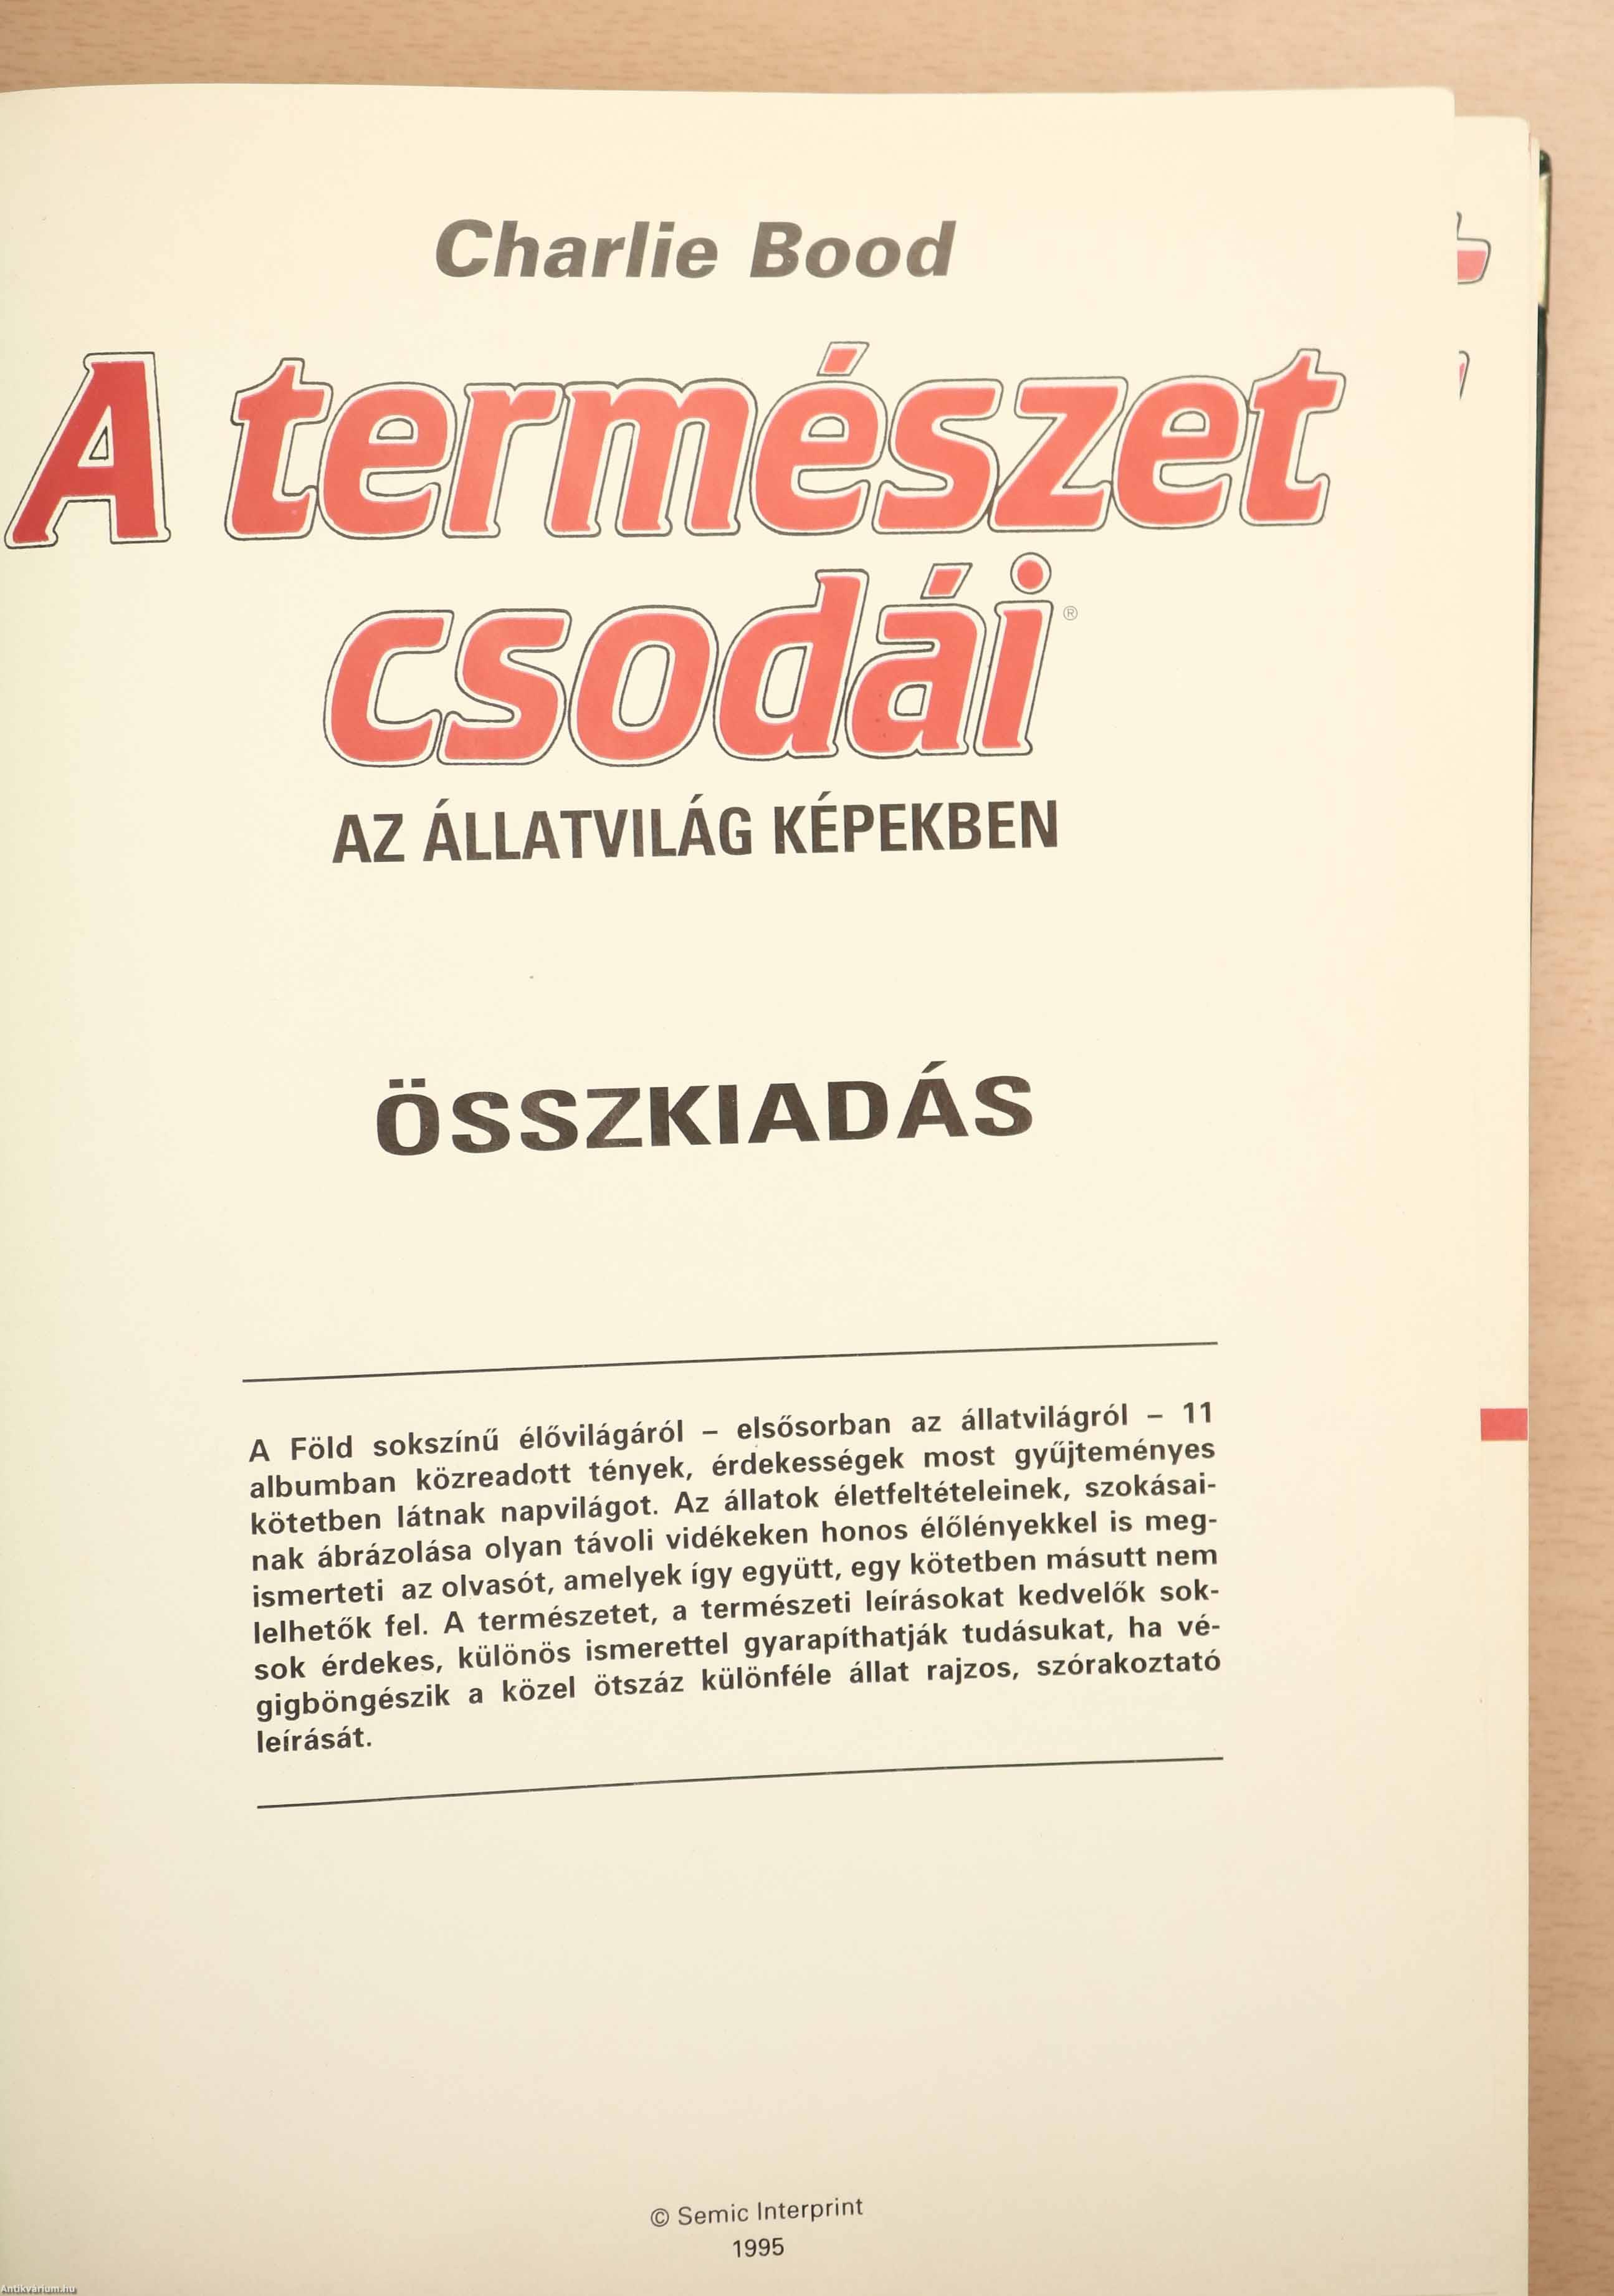 Charlie Bood
A természet
csodái®
AZ ÁLLATVILÁG KÉPEKBEN
ÖSSZKIADÁS
A Föld sokszínű élővilágáról – elsősorban az állatvilágról – 11
albumban közreadott tények, érdekességek most gyűjteményes
kötetben látnak napvilágot. Az állatok életfeltételeinek, szokásai-
nak ábrázolása olyan távoli vidékeken honos élőlényekkel is meg-
ismerteti az olvasót, amelyek így együtt, egy kötetben másutt nem
lelhetők fel. A természetet, a természeti leírásokat kedvelők sok-
sok érdekes, különös ismerettel gyarapíthatják tudásukat, ha vé-
gigböngészik a közel ötszáz különféle állat rajzos, szórakoztató
leírását.
© Semic Interprint
1995
Antikvárium.hu